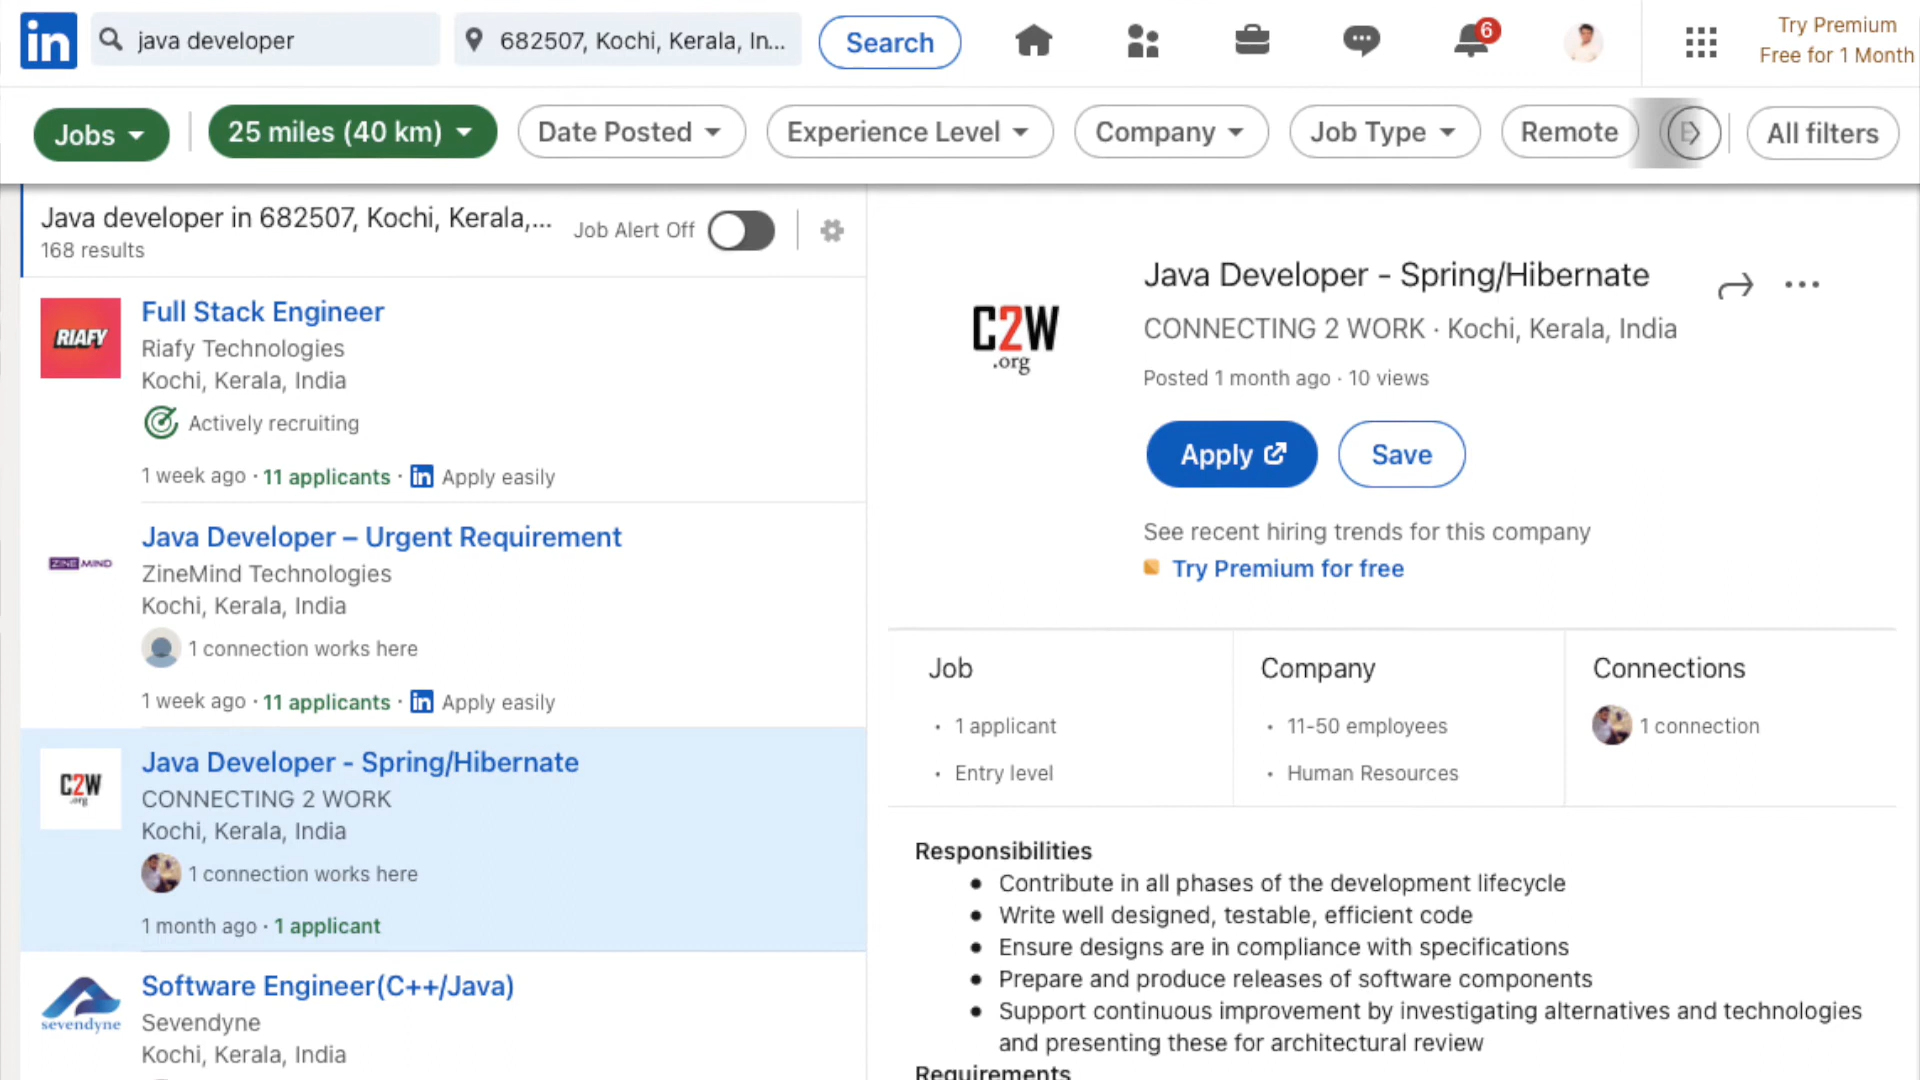 in
java developer
682507, Kochi, Kerala, In...
Search
6
Try Premium
Free for 1 Month
Jobs
25 miles (40 km)
Date Posted
Experience Level
Company
Job Type
Remote
All filters
Java developer in 682507, Kochi, Kerala,...
168 results
Job Alert Off
RIAFY
Full Stack Engineer
Riafy Technologies
Kochi, Kerala, India
Actively recruiting
1 week ago · 11 applicants · in Apply easily
ZINEMIND
Java Developer – Urgent Requirement
ZineMind Technologies
Kochi, Kerala, India
1 connection works here
1 week ago · 11 applicants · in Apply easily
C2W
.org
Java Developer - Spring/Hibernate
CONNECTING 2 WORK
Kochi, Kerala, India
1 connection works here
1 month ago · 1 applicant
sevendyne
Software Engineer(C++/Java)
Sevendyne
Kochi, Kerala, India
C2W
.org
Java Developer - Spring/Hibernate
CONNECTING 2 WORK · Kochi, Kerala, India
Posted 1 month ago · 10 views
Apply
Save
See recent hiring trends for this company
Try Premium for free
Job
• 1 applicant
• Entry level
Company
• 11-50 employees
• Human Resources
Connections
1 connection
Responsibilities
• Contribute in all phases of the development lifecycle
• Write well designed, testable, efficient code
• Ensure designs are in compliance with specifications
• Prepare and produce releases of software components
• Support continuous improvement by investigating alternatives and technologies
and presenting these for architectural review
Requirements